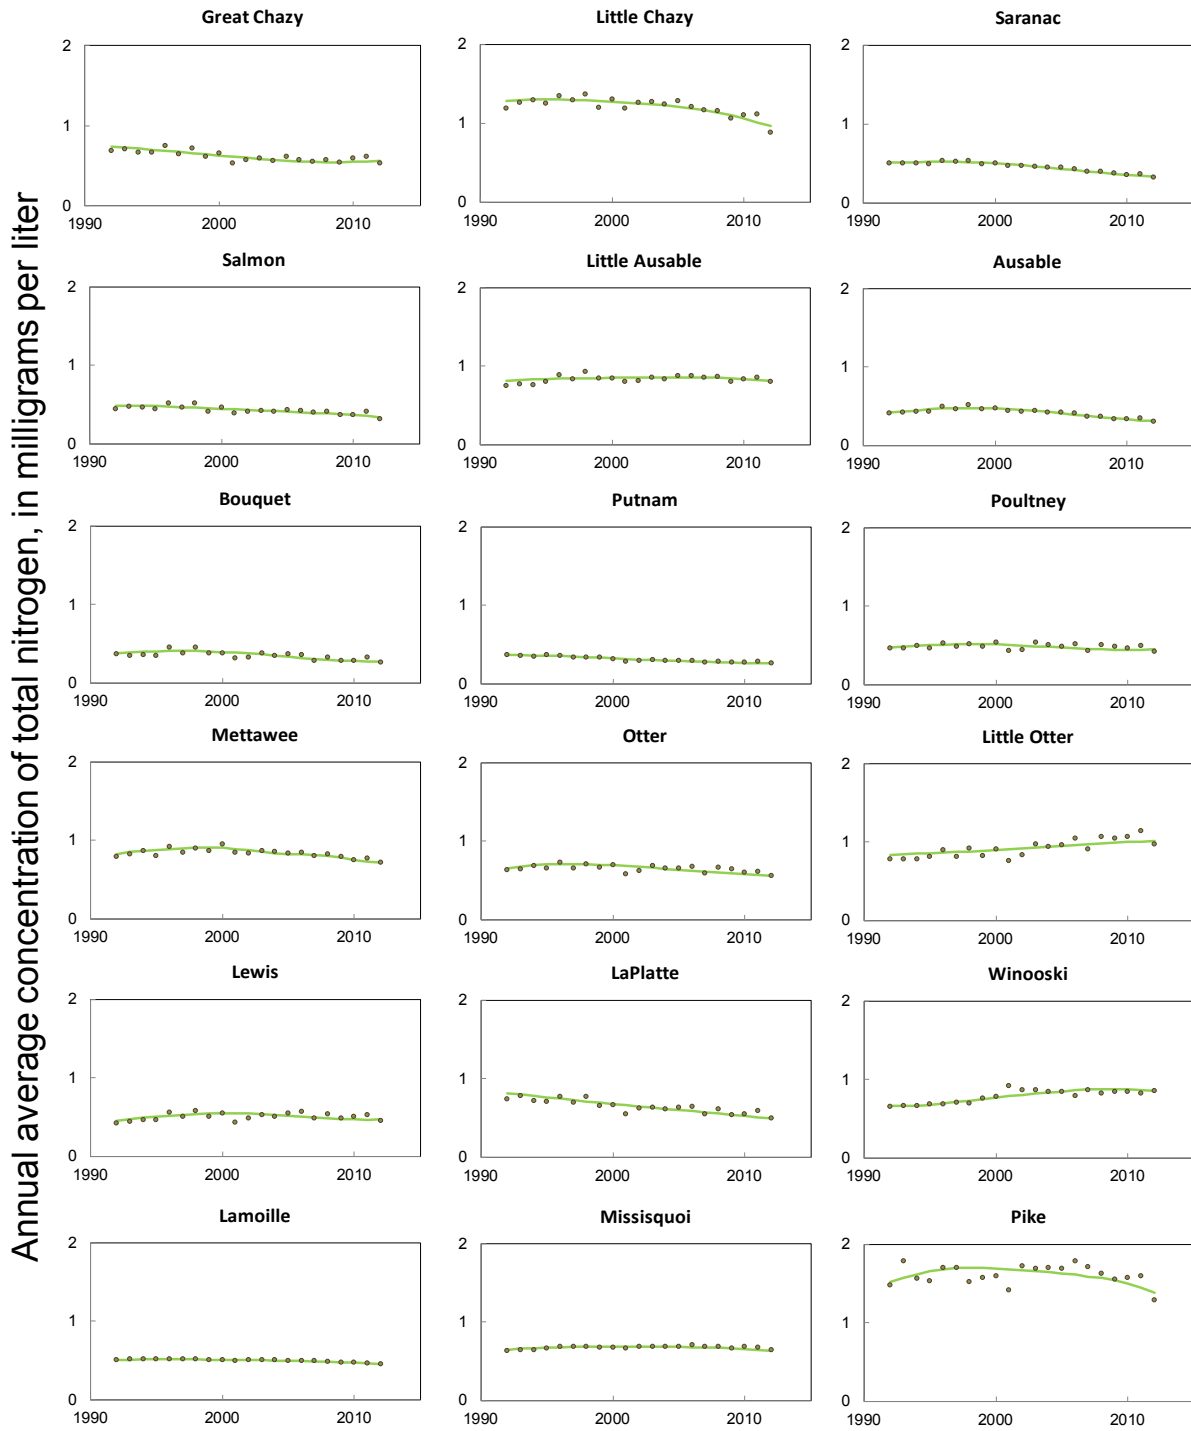 Annual average concentration of total nitrogen, in milligrams per liter
Great Chazy
2
1
0
1990 2000 2010
Little Chazy
2
1
0
1990 2000 2010
Saranac
2
1
0
1990 2000 2010
Salmon
2
1
0
1990 2000 2010
Little Ausable
2
1
0
1990 2000 2010
Ausable
2
1
0
1990 2000 2010
Bouquet
2
1
0
1990 2000 2010
Putnam
2
1
0
1990 2000 2010
Poultney
2
1
0
1990 2000 2010
Mettawee
2
1
0
1990 2000 2010
Otter
2
1
0
1990 2000 2010
Little Otter
2
1
0
1990 2000 2010
Lewis
2
1
0
1990 2000 2010
LaPlatte
2
1
0
1990 2000 2010
Winooski
2
1
0
1990 2000 2010
Lamoille
2
1
0
1990 2000 2010
Missisquoi
2
1
0
1990 2000 2010
Pike
2
1
0
1990 2000 2010